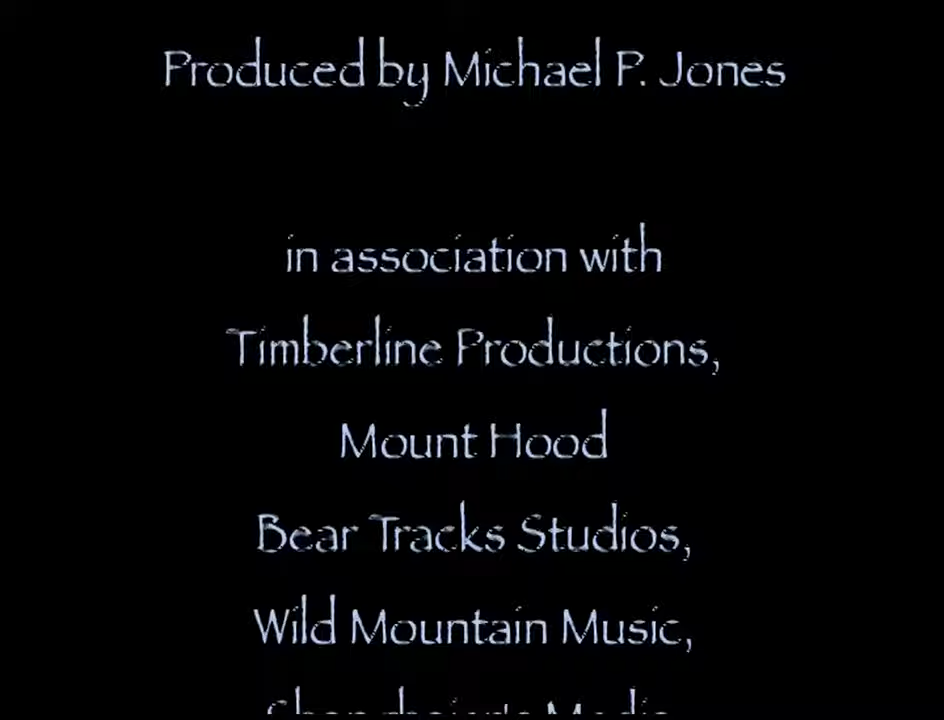 Produced by Michael P. Jones
in association with
Timberline Productions,
Mount Hood
Bear Tracks Studios,
Wild Mountain Music,